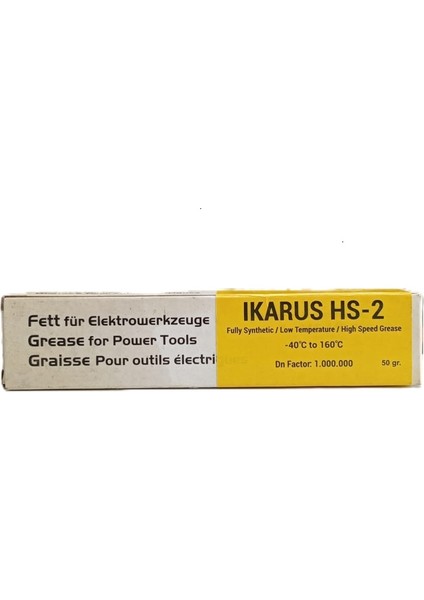 Fett für Elektrowerkzeuge
Grease for Power Tools
Graisse Pour outils électri
IKARUS HS-2
Fully Synthetic / Low Temperature / High Speed Grease
-40°C to 160°C
Dn Factor: 1.000.000
50 gr.